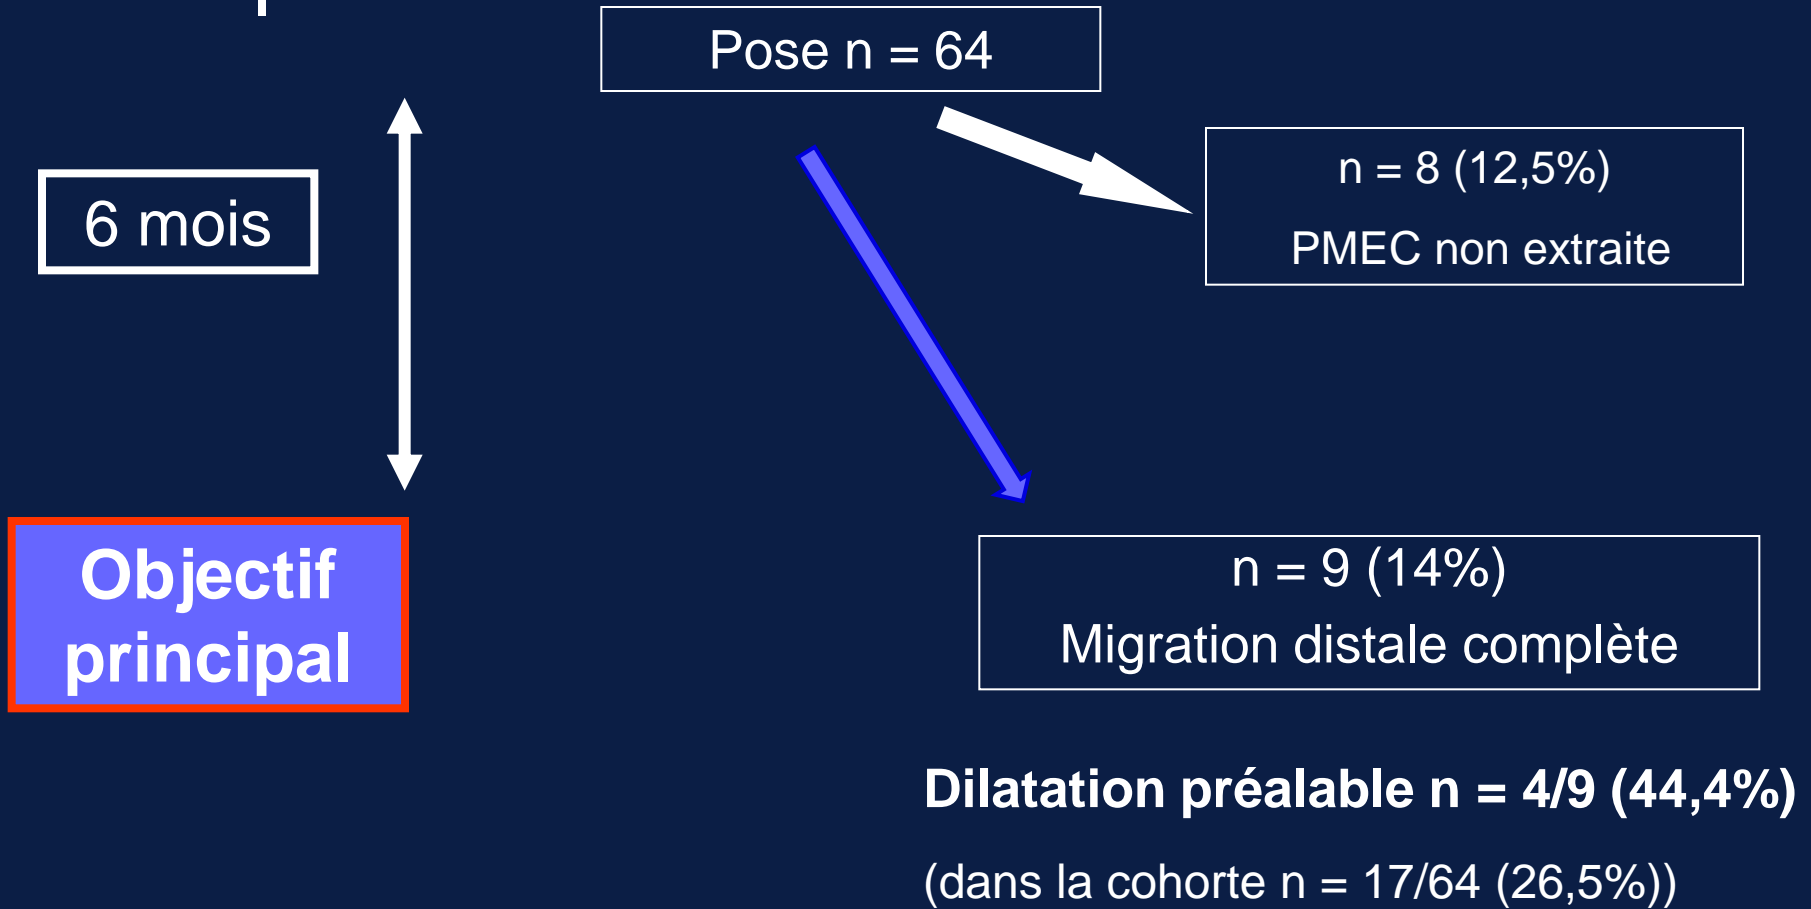 Pose n = 64
n = 8 (12,5%)
PMEC non extraite
6 mois
Objectif
principal
n = 9 (14%)
Migration distale complète
Dilatation préalable n = 4/9 (44,4%)
(dans la cohorte n = 17/64 (26,5%))